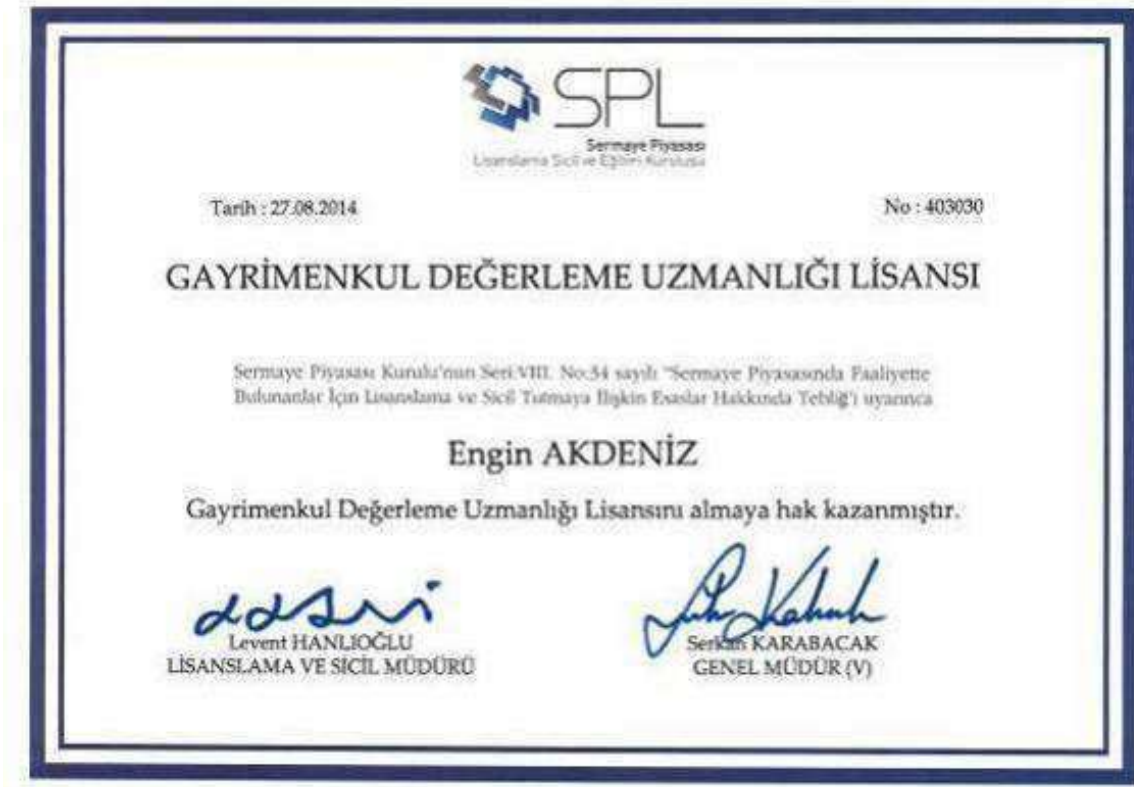 SPL
Sermaye Piyasası
Lisanslama Sicil ve Eğitim Kuruluşu
Tarih : 27.08.2014
No : 403030
GAYRİMENKUL DEĞERLEME UZMANLIĞI LİSANSI
Sermaye Piyasası Kurulu'nun Seri:VIII, No:34 sayılı "Sermaye Piyasasında Faaliyette
Bulunanlar İçin Lisanslama ve Sicil Tutmaya İlişkin Esaslar Hakkında Tebliğ'i uyarınca
Engin AKDENİZ
Gayrimenkul Değerleme Uzmanlığı Lisansını almaya hak kazanmıştır.
Levent HANLIOĞLU
LİSANSLAMA VE SİCİL MÜDÜRÜ
Serkan KARABACAK
GENEL MÜDÜR (V)